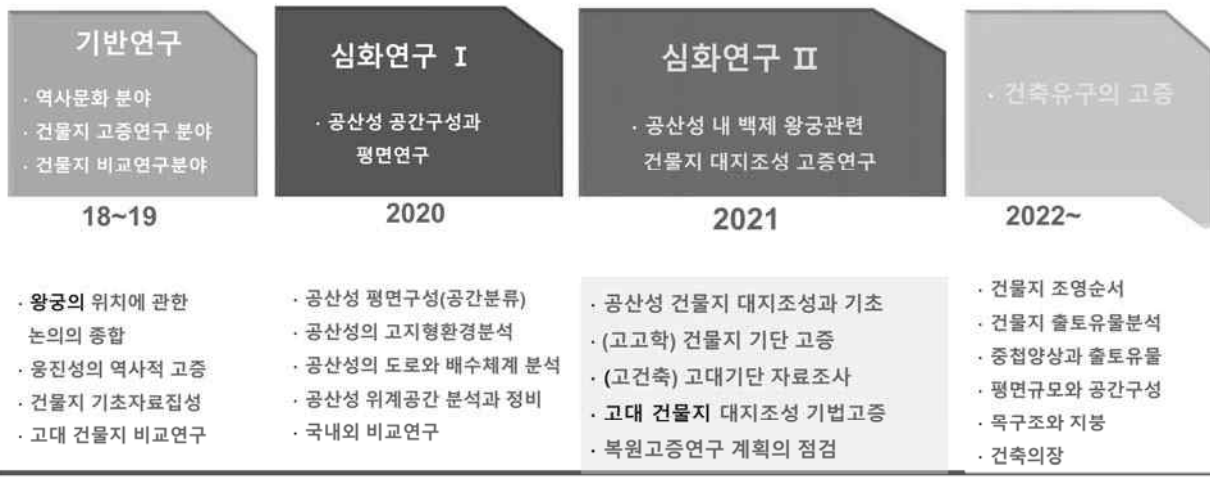 기반연구
· 역사문화 분야
· 건물지 고증연구 분야
· 건물지 비교연구분야
18~19
· 왕궁의 위치에 관한
논의의 종합
· 웅진성의 역사적 고증
· 건물지 기초자료집성
· 고대 건물지 비교연구
심화연구 I
· 공산성 공간구성과
평면연구
2020
· 공산성 평면구성(공간분류)
· 공산성의 고지형환경분석
· 공산성의 도로와 배수체계 분석
· 공산성 위계공간 분석과 정비
· 국내외 비교연구
심화연구 II
· 공산성 내 백제 왕궁관련
건물지 대지조성 고증연구
2021
· 공산성 건물지 대지조성과 기초
· (고고학) 건물지 기단 고증
· (고건축) 고대기단 자료조사
· 고대 건물지 대지조성 기법고증
· 복원고증연구 계획의 점검
· 건축유구의 고증
2022~
· 건물지 조영순서
· 건물지 출토유물분석
· 중첩양상과 출토유물
· 평면규모와 공간구성
· 목구조와 지붕
· 건축의장